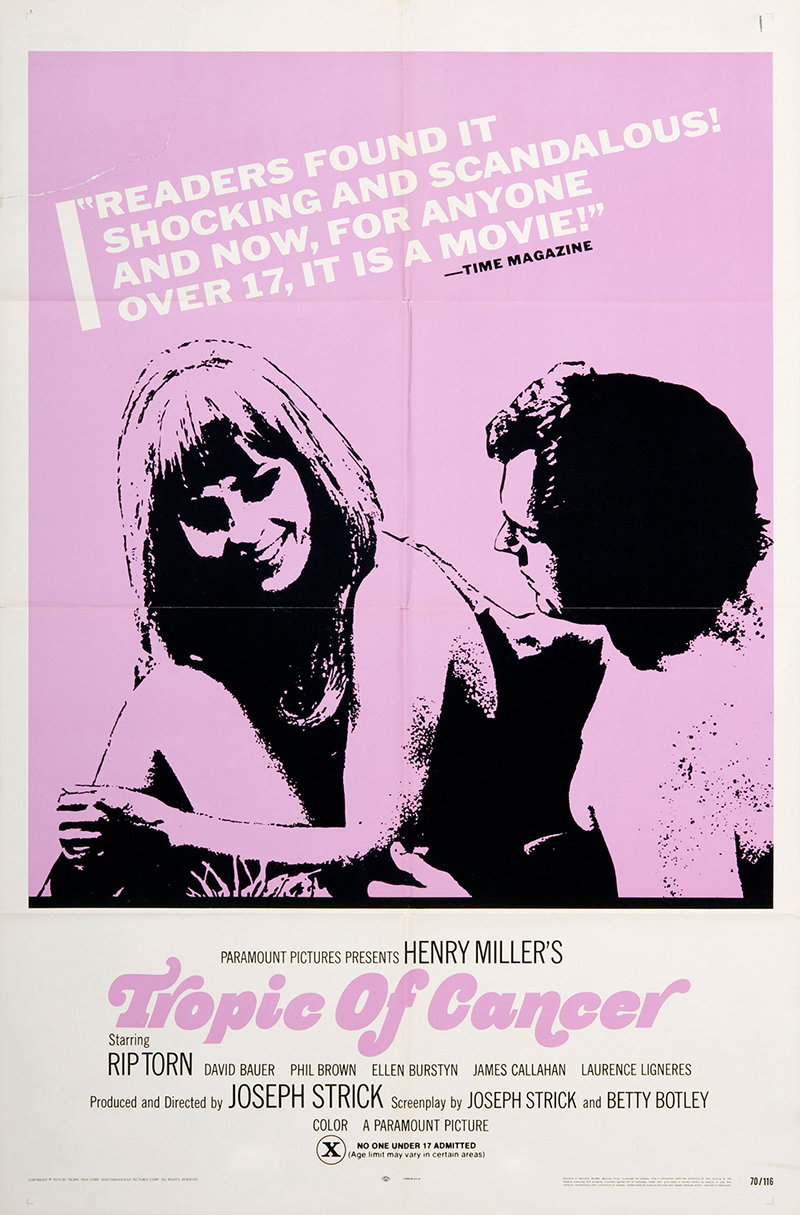 "READERS FOUND IT
SHOCKING AND SCANDALOUS!
AND NOW, FOR ANYONE
OVER 17, IT IS A MOVIE!"
—TIME MAGAZINE
PARAMOUNT PICTURES PRESENTS HENRY MILLER'S
Tropic Of Cancer
Starring
RIP TORN DAVID BAUER PHIL BROWN ELLEN BURSTYN JAMES CALLAHAN LAURENCE LIGNERES
Produced and Directed by JOSEPH STRICK Screenplay by JOSEPH STRICK and BETTY BOTLEY
COLOR A PARAMOUNT PICTURE
X NO ONE UNDER 17 ADMITTED
(Age limit may vary in certain areas)
70/116